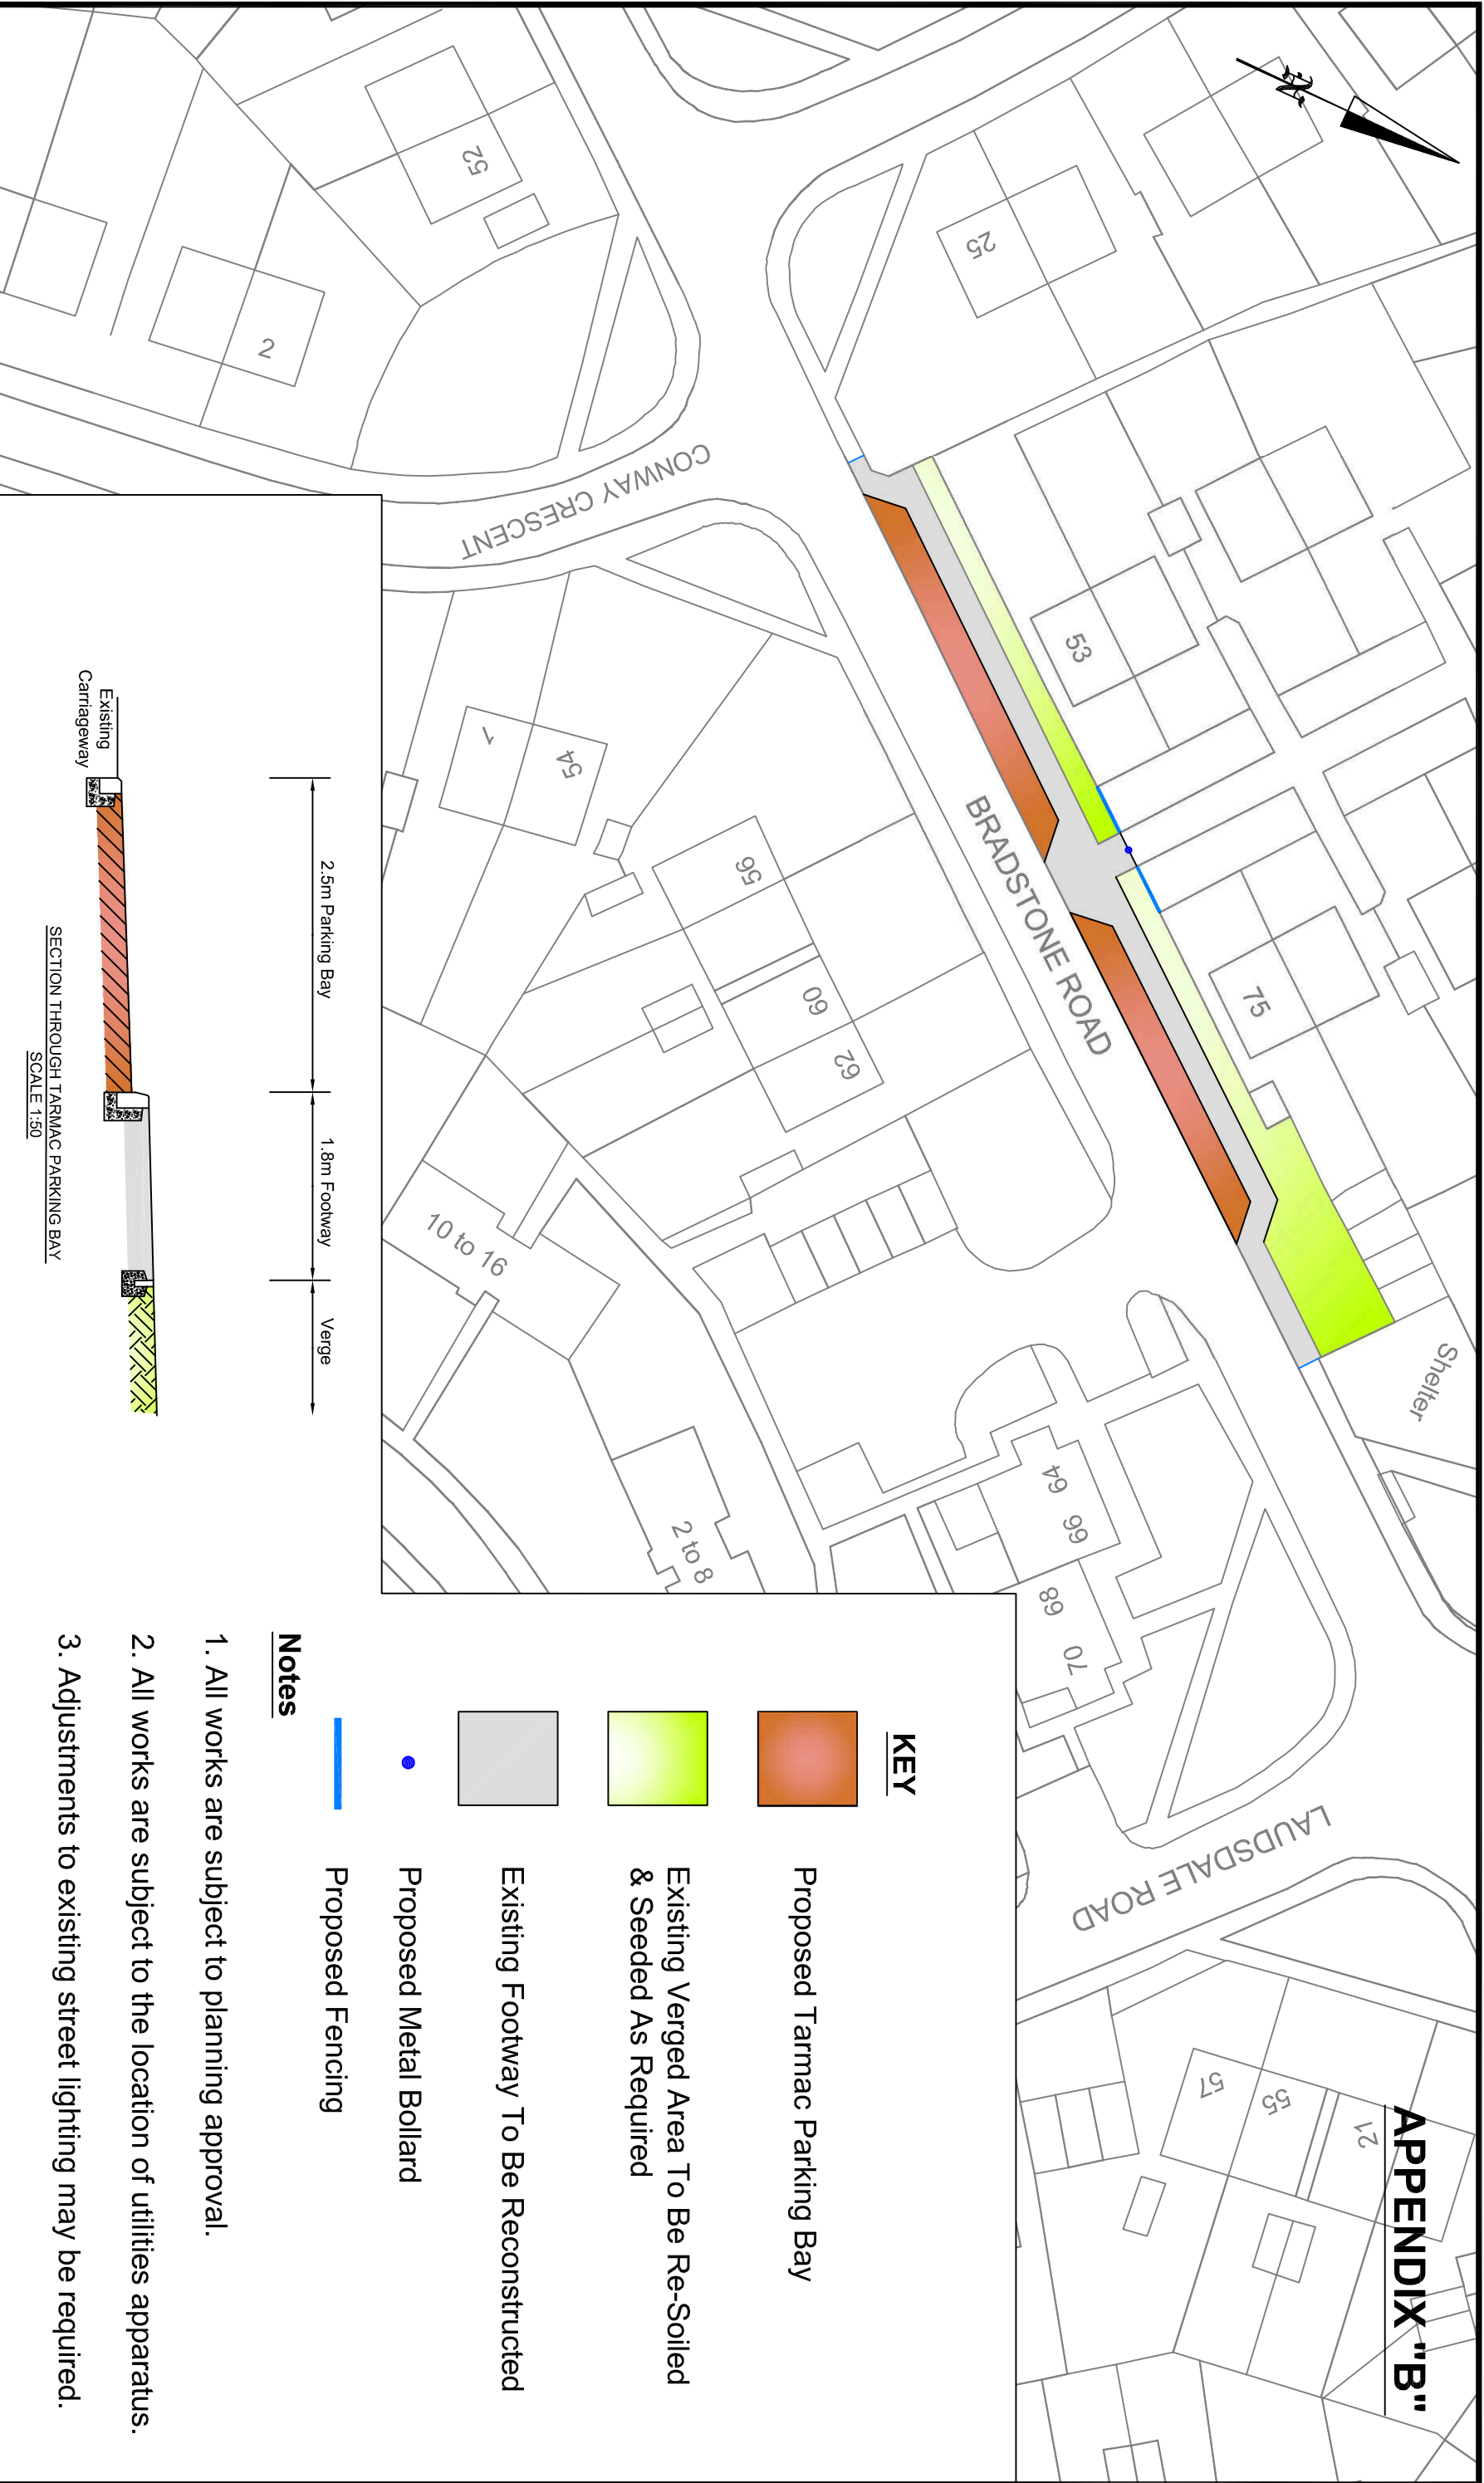 APPENDIX "B"
25
52
2
53
CONWAY CRESCENT
75
BRADSTONE ROAD
1
54
56
60
62
Shelter
10 to 16
2 to 8
64
66
68
70
LAUDSDALE ROAD
57
55
21
KEY
Proposed Tarmac Parking Bay
Existing Verged Area To Be Re-Soiled
& Seeded As Required
Existing Footway To Be Reconstructed
Proposed Metal Bollard
Proposed Fencing
Notes
1. All works are subject to planning approval.
2. All works are subject to the location of utilities apparatus.
3. Adjustments to existing street lighting may be required.
2.5m Parking Bay
1.8m Footway
Verge
Existing
Carriageway
SECTION THROUGH TARMAC PARKING BAY
SCALE 1:50